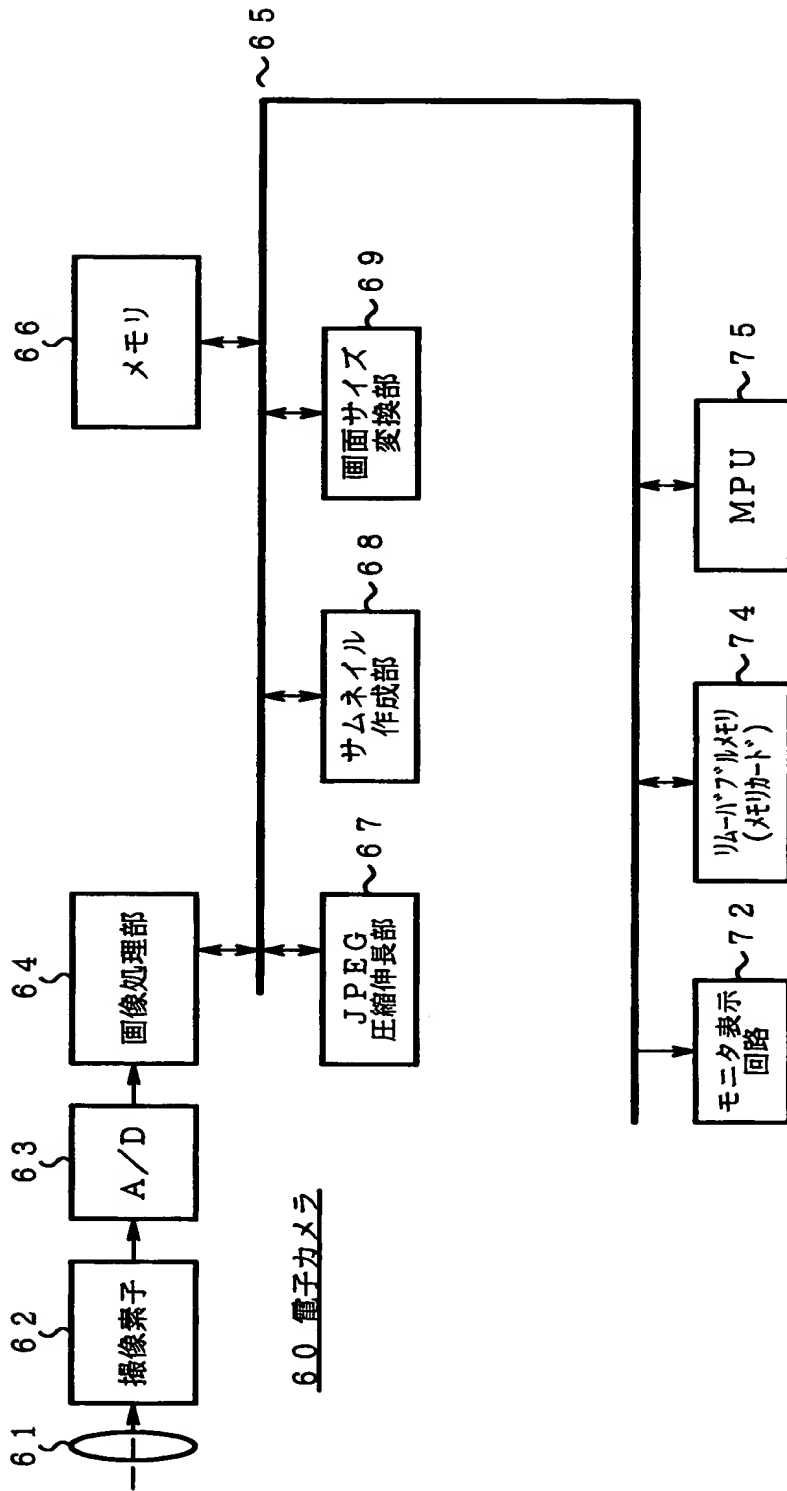 61
62
撮像素子
63
A/D
64
画像処理部
60 電子カメラ
66
メモリ
65
JPEG
圧縮伸長部
67
サムネイル
作成部
68
画面サイズ
変換部
69
モニタ表示
回路
72
リムーバブルメモリ
(メモリカード)
74
MPU
75